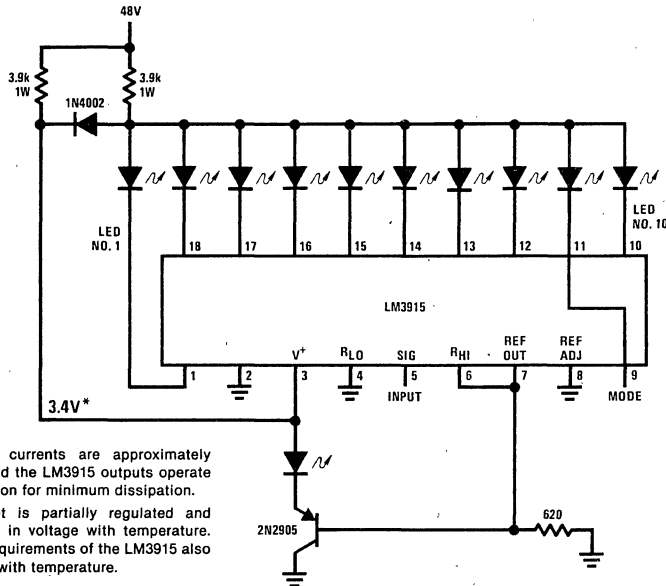 48V
3.9k
1W
3.9k
1W
1N4002
LED
NO. 1
LED
NO. 10
18
17
16
15
14
13
12
11
10
LM3915
V+
RLO
SIG
RHI
REF
OUT
REF
ADJ
1
2
3
4
5
6
7
8
9
INPUT
MODE
3.4V*
currents are approximately
the LM3915 outputs operate
for minimum dissipation.
is partially regulated and
in voltage with temperature.
of the LM3915 also
with temperature.
2N2905
620